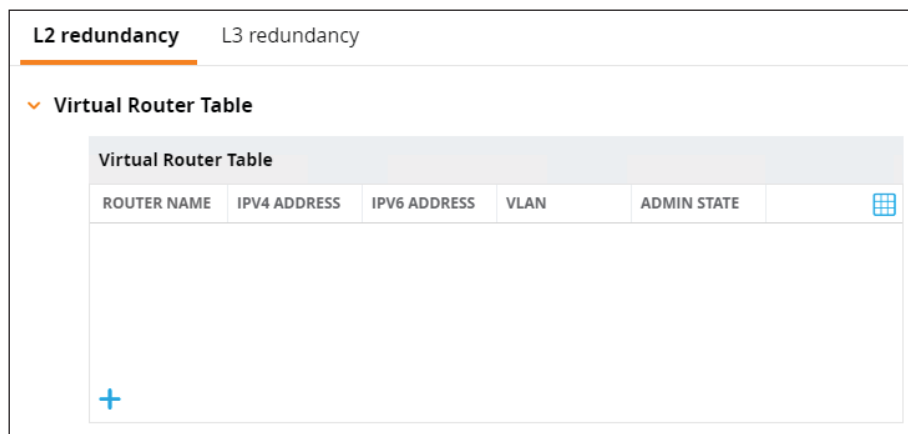 L2 redundancy L3 redundancy
Virtual Router Table
Virtual Router Table
ROUTER NAME IPV4 ADDRESS IPV6 ADDRESS VLAN ADMIN STATE